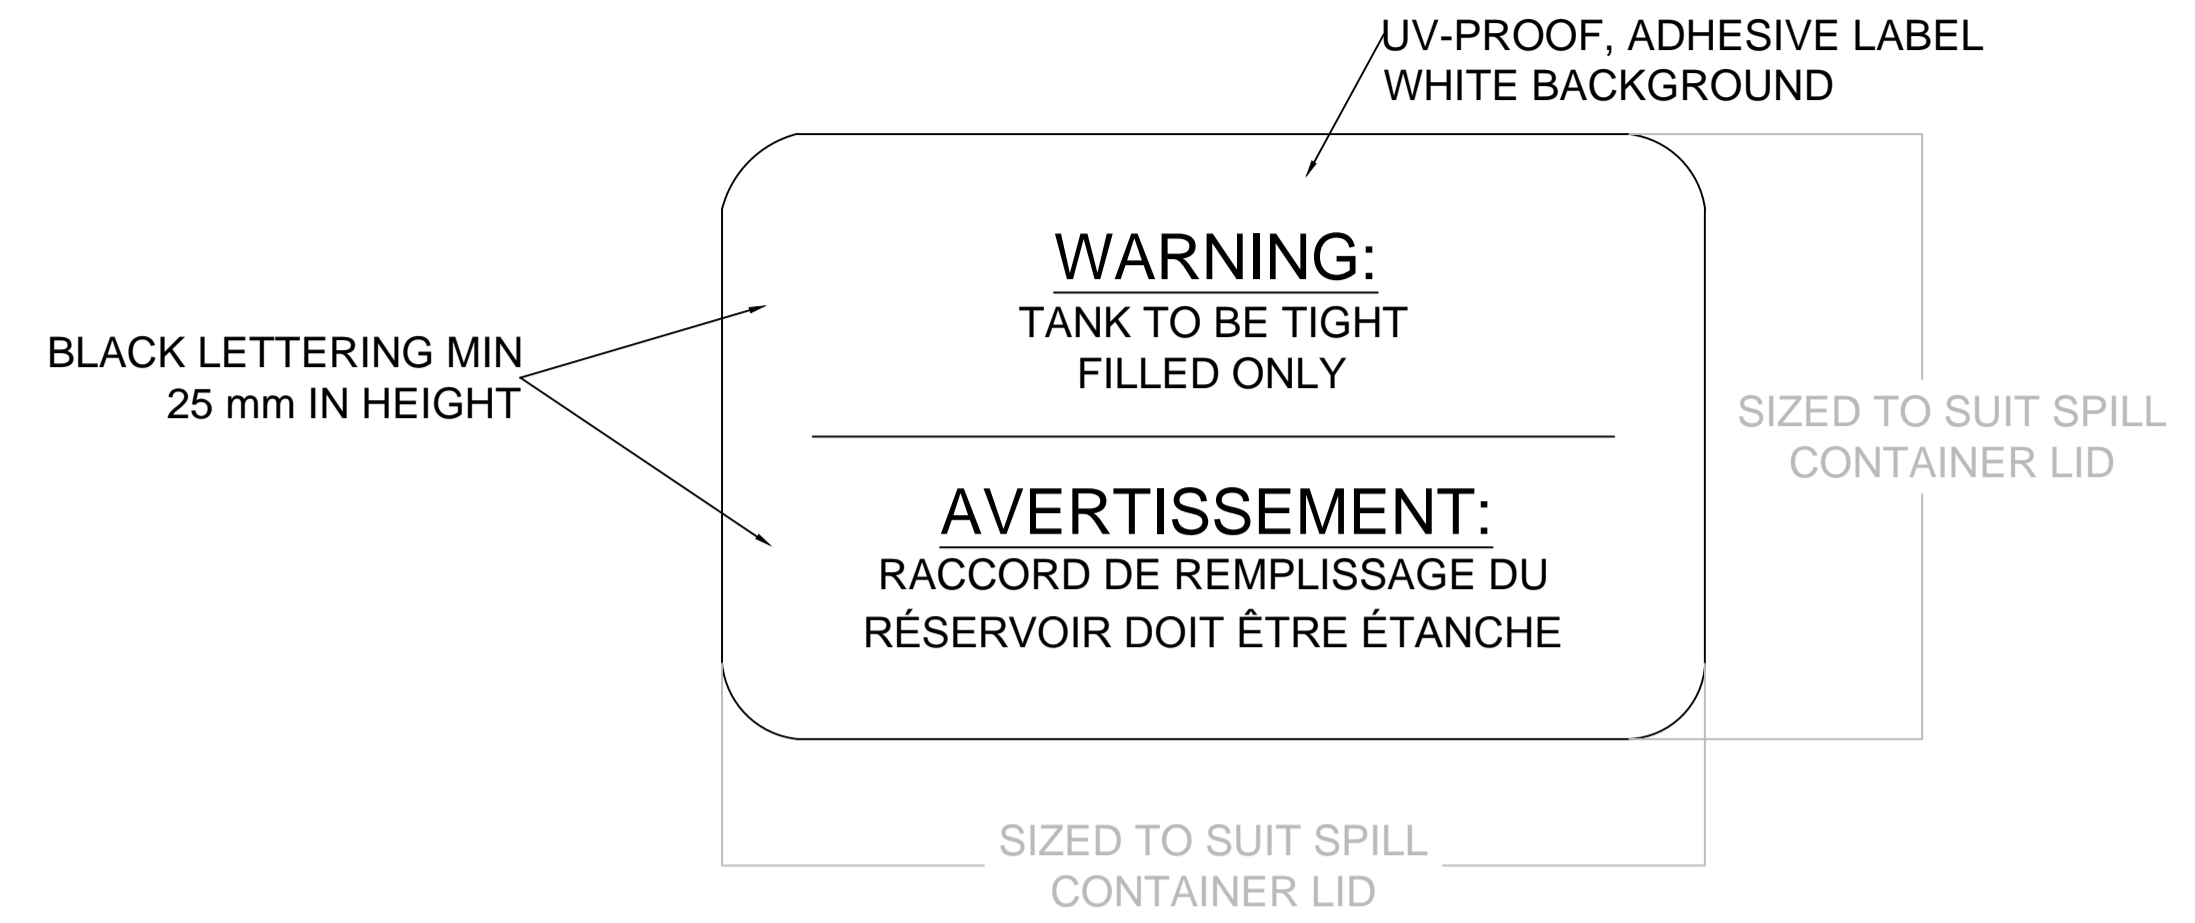 UV-PROOF, ADHESIVE LABEL
WHITE BACKGROUND
WARNING:
TANK TO BE TIGHT
FILLED ONLY
BLACK LETTERING MIN
25 mm IN HEIGHT
SIZED TO SUIT SPILL
CONTAINER LID
AVERTISSEMENT:
RACCORD DE REMPLISSAGE DU
RÉSERVOIR DOIT ÊTRE ÉTANCHE
SIZED TO SUIT SPILL
CONTAINER LID